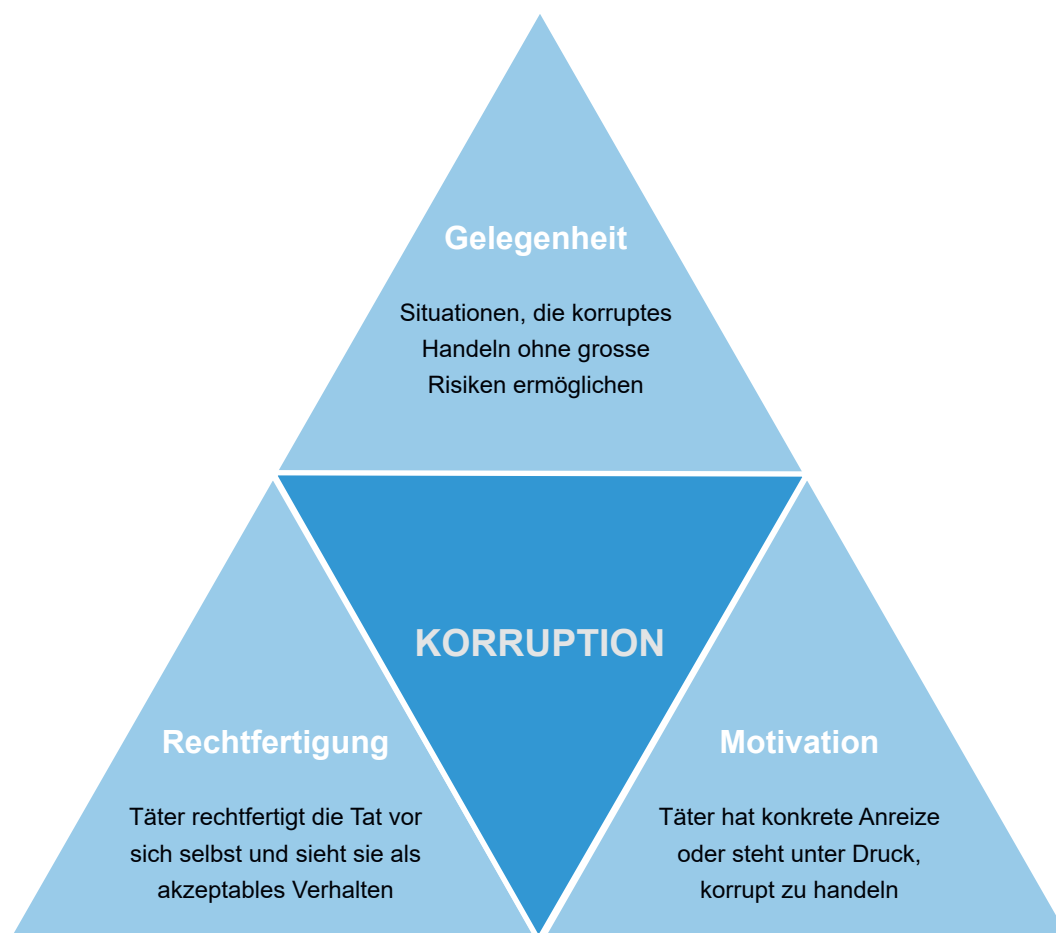 Gelegenheit
Situationen, die korruptes
Handeln ohne grosse
Risiken ermöglichen
KORRUPTION
Rechtfertigung
Täter rechtfertigt die Tat vor
sich selbst und sieht sie als
akzeptables Verhalten
Motivation
Täter hat konkrete Anreize
oder steht unter Druck,
korrupt zu handeln